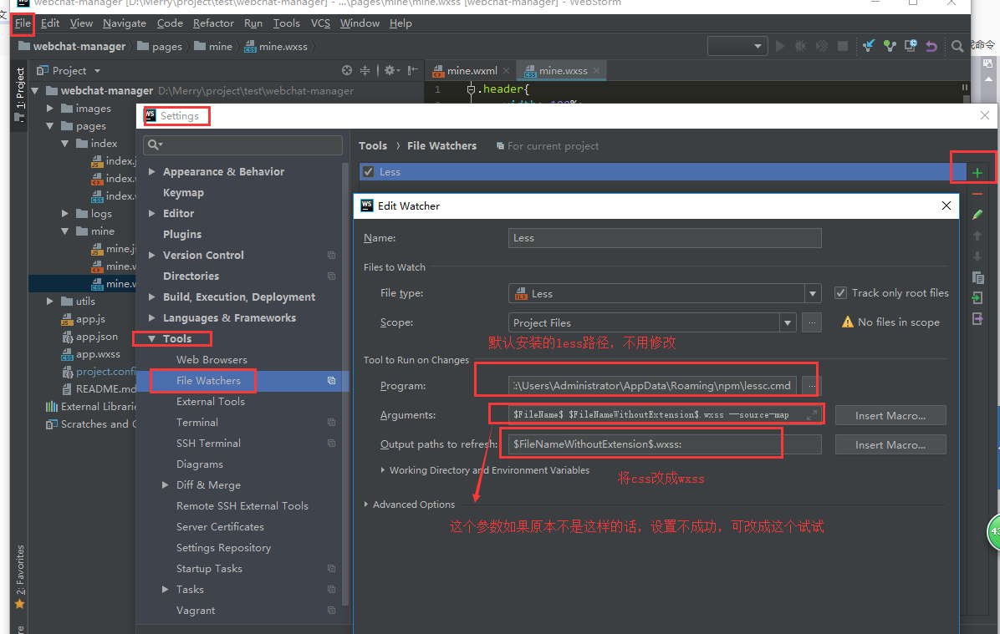 webchat-manager [D:\Merry\project\test\webchat-manager] - ...\pages\mine\mine.wxss [webchat-manager] - WebStorm
File Edit View Navigate Code Refactor Run Tools VCS Window Help
webchat-manager pages mine mine.wxss
找命令
Project
mine.wxml
mine.wxss
1: Project
webchat-manager D:\Merry\project\test\webchat-manager
1 .header{
images
pages
index
index.j
index.w
index.w
logs
mine
mine.js
mine.w
mine.w
utils
app.js
app.json
app.wxss
project.confi
README.md
External Librarie
Scratches and C
2: Favorites
Settings
Appearance & Behavior
Keymap
Editor
Plugins
Version Control
Directories
Build, Execution, Deployment
Languages & Frameworks
Tools
Web Browsers
File Watchers
External Tools
Terminal
SSH Terminal
Diagrams
Diff & Merge
Remote SSH External Tools
Server Certificates
Settings Repository
Startup Tasks
Tasks
Vagrant
Tools › File Watchers For current project
Less
Edit Watcher
Name: Less
Files to Watch
File type: Less Track only root files
Scope: Project Files ... No files in scope
默认安装的less路径，不用修改
Tool to Run on Changes
Program: :\Users\Administrator\AppData\Roaming\npm\lessc.cmd ...
Arguments: $FileName$ $FileNameWithoutExtension$.wxss --source-map Insert Macro...
Output paths to refresh: $FileNameWithoutExtension$.wxss: Insert Macro...
Working Directory and Environment Variables
将css改成wxss
Advanced Options
这个参数如果原本不是这样的话，设置不成功，可改成这个试试